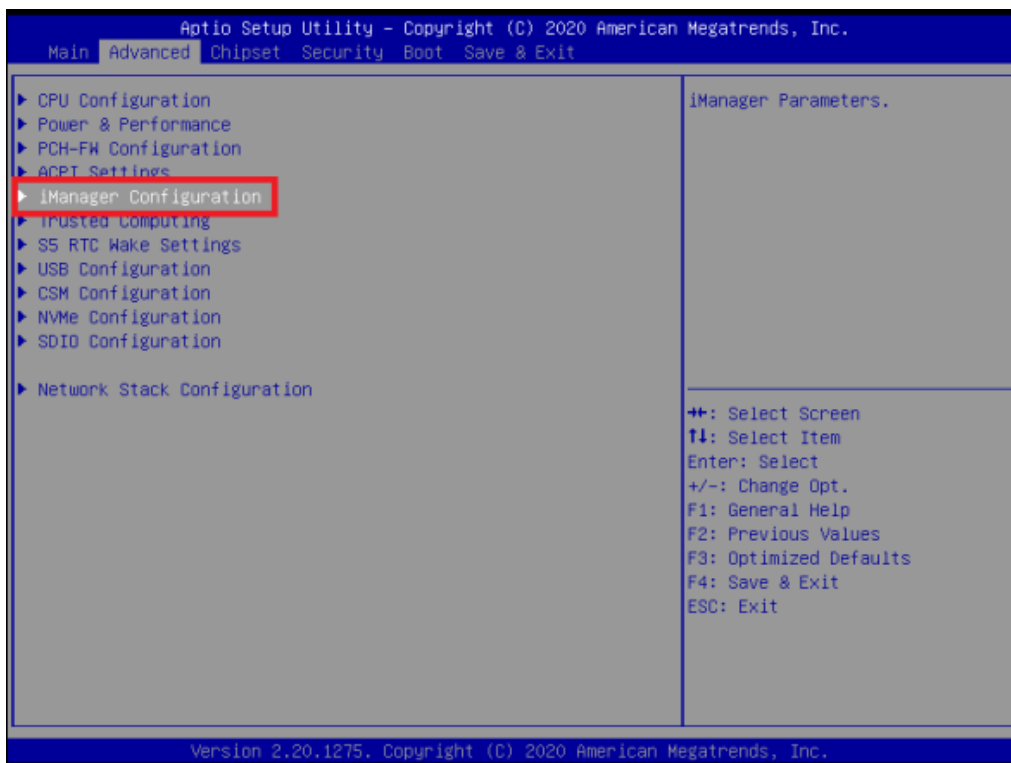 Aptio Setup Utility – Copyright (C) 2020 American Megatrends, Inc.
Main Advanced Chipset Security Boot Save & Exit
▶ CPU Configuration
▶ Power & Performance
▶ PCH-FW Configuration
▶ ACPI Settings
▶ iManager Configuration
▶ Trusted Computing
▶ S5 RTC Wake Settings
▶ USB Configuration
▶ CSM Configuration
▶ NVMe Configuration
▶ SDIO Configuration
▶ Network Stack Configuration
iManager Parameters.
→←: Select Screen
↑↓: Select Item
Enter: Select
+/-: Change Opt.
F1: General Help
F2: Previous Values
F3: Optimized Defaults
F4: Save & Exit
ESC: Exit
Version 2.20.1275. Copyright (C) 2020 American Megatrends, Inc.